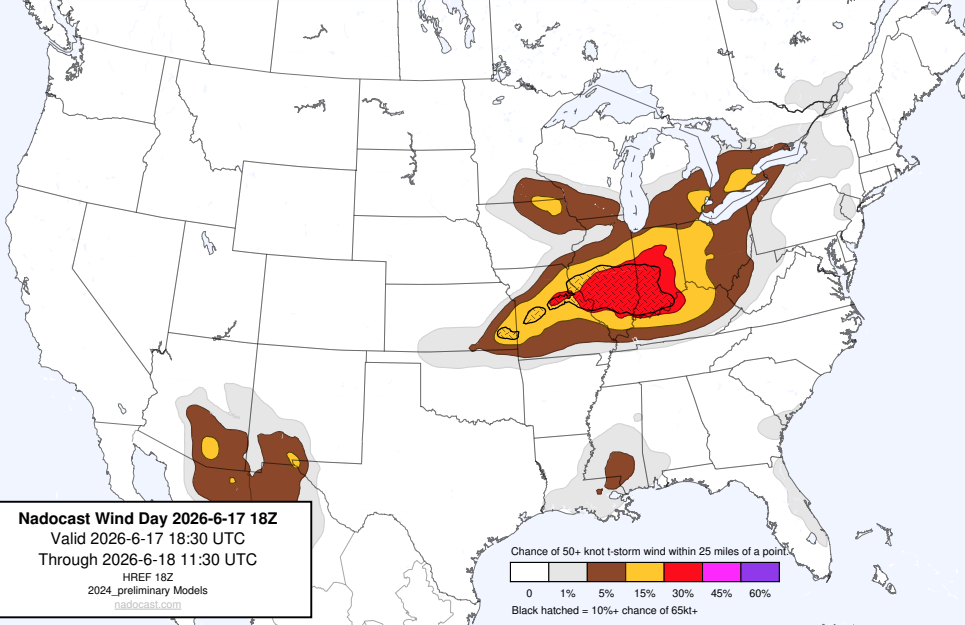 Nadocast Wind Day 2026-6-17 18Z
Valid 2026-6-17 18:30 UTC
Through 2026-6-18 11:30 UTC
HREF 18Z
2024_preliminary Models
nadocast.com
Chance of 50+ knot t-storm wind within 25 miles of a point.
0 1% 5% 15% 30% 45% 60%
Black hatched = 10%+ chance of 65kt+